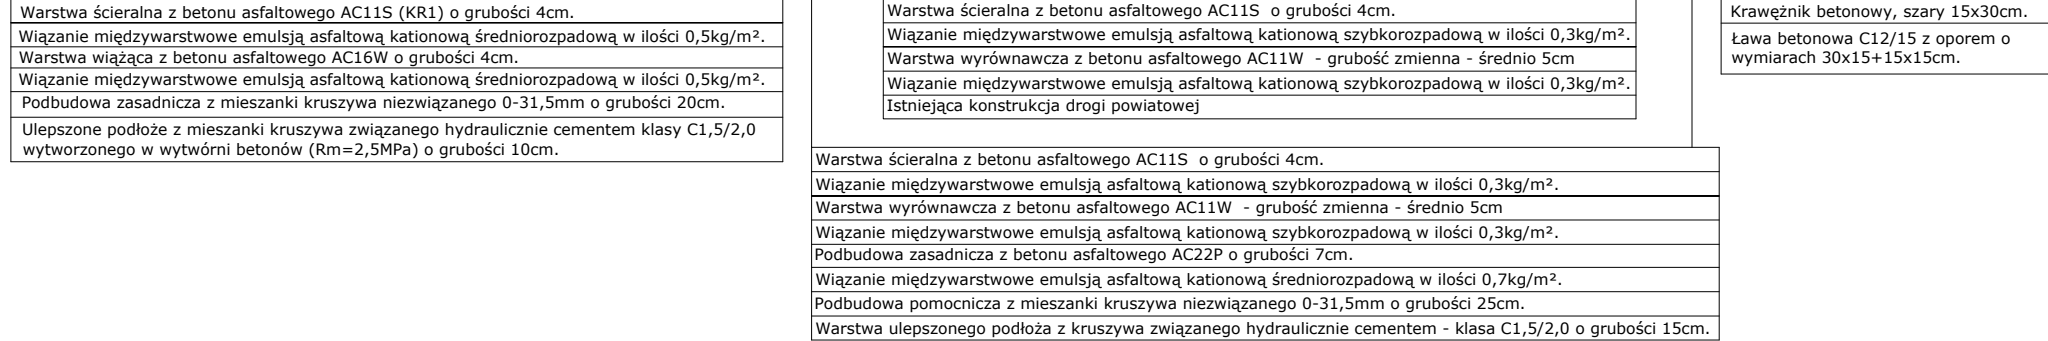 Warstwa ścieralna z betonu asfaltowego AC11S (KR1) o grubości 4cm.
Wiązanie międzywarstwowe emulsją asfaltową kationową średniorozpadową w ilości 0,5kg/m².
Warstwa wiążąca z betonu asfaltowego AC16W o grubości 4cm.
Wiązanie międzywarstwowe emulsją asfaltową kationową średniorozpadową w ilości 0,5kg/m².
Podbudowa zasadnicza z mieszanki kruszywa niezwiązanego 0-31,5mm o grubości 20cm.
Ulepszone podłoże z mieszanki kruszywa związanego hydraulicznie cementem klasy C1,5/2,0
wytworzonego w wytwórni betonów (Rm=2,5MPa) o grubości 10cm.
Warstwa ścieralna z betonu asfaltowego AC11S o grubości 4cm.
Wiązanie międzywarstwowe emulsją asfaltową kationową szybkorozpadową w ilości 0,3kg/m².
Warstwa wyrównawcza z betonu asfaltowego AC11W - grubość zmienna - średnio 5cm
Wiązanie międzywarstwowe emulsją asfaltową kationową szybkorozpadową w ilości 0,3kg/m².
Istniejąca konstrukcja drogi powiatowej
Warstwa ścieralna z betonu asfaltowego AC11S o grubości 4cm.
Wiązanie międzywarstwowe emulsją asfaltową kationową szybkorozpadową w ilości 0,3kg/m².
Warstwa wyrównawcza z betonu asfaltowego AC11W - grubość zmienna - średnio 5cm
Wiązanie międzywarstwowe emulsją asfaltową kationową szybkorozpadową w ilości 0,3kg/m².
Podbudowa zasadnicza z betonu asfaltowego AC22P o grubości 7cm.
Wiązanie międzywarstwowe emulsją asfaltową kationową średniorozpadową w ilości 0,7kg/m².
Podbudowa pomocnicza z mieszanki kruszywa niezwiązanego 0-31,5mm o grubości 25cm.
Warstwa ulepszonego podłoża z kruszywa związanego hydraulicznie cementem - klasa C1,5/2,0 o grubości 15cm.
Krawężnik betonowy, szary 15x30cm.
Ława betonowa C12/15 z oporem o
wymiarach 30x15+15x15cm.